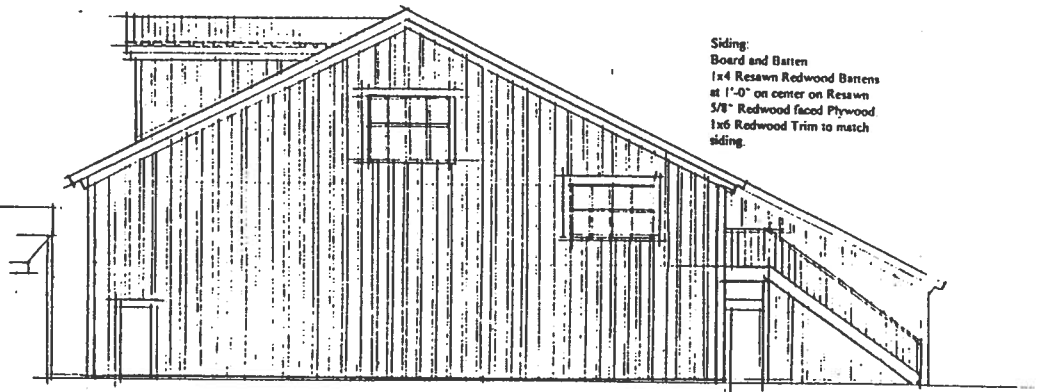 Siding:
Board and Batten
1x4 Resawn Redwood Battens
at 1'-0" on center on Resawn
5/8" Redwood faced Plywood
1x6 Redwood Trim to match
siding.